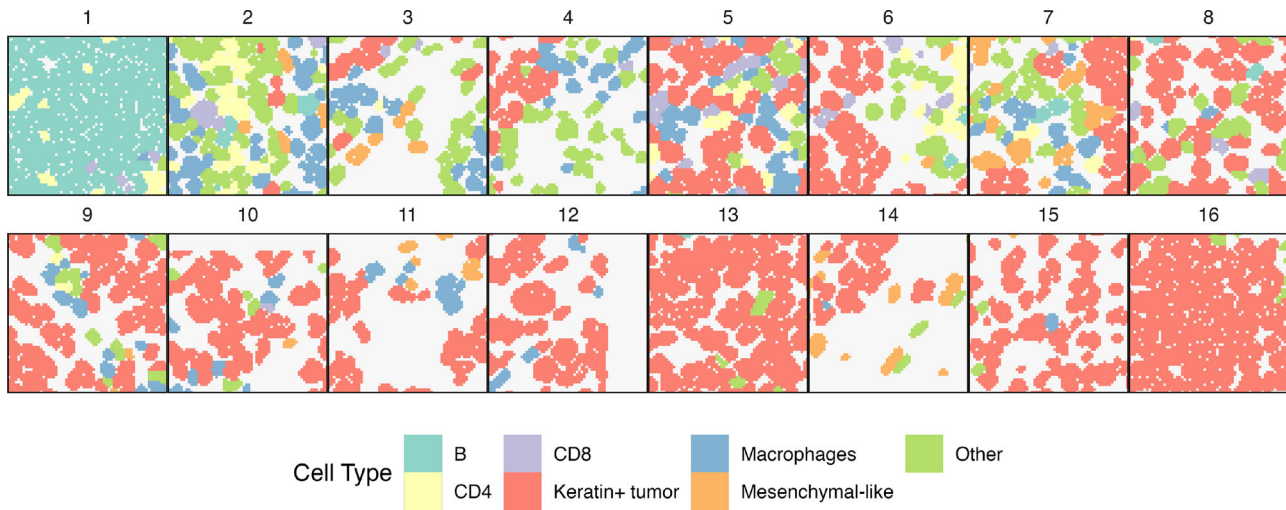 1 2 3 4 5 6 7 8
9 10 11 12 13 14 15 16
Cell Type
B CD8 Macrophages Other
CD4 Keratin+ tumor Mesenchymal-like